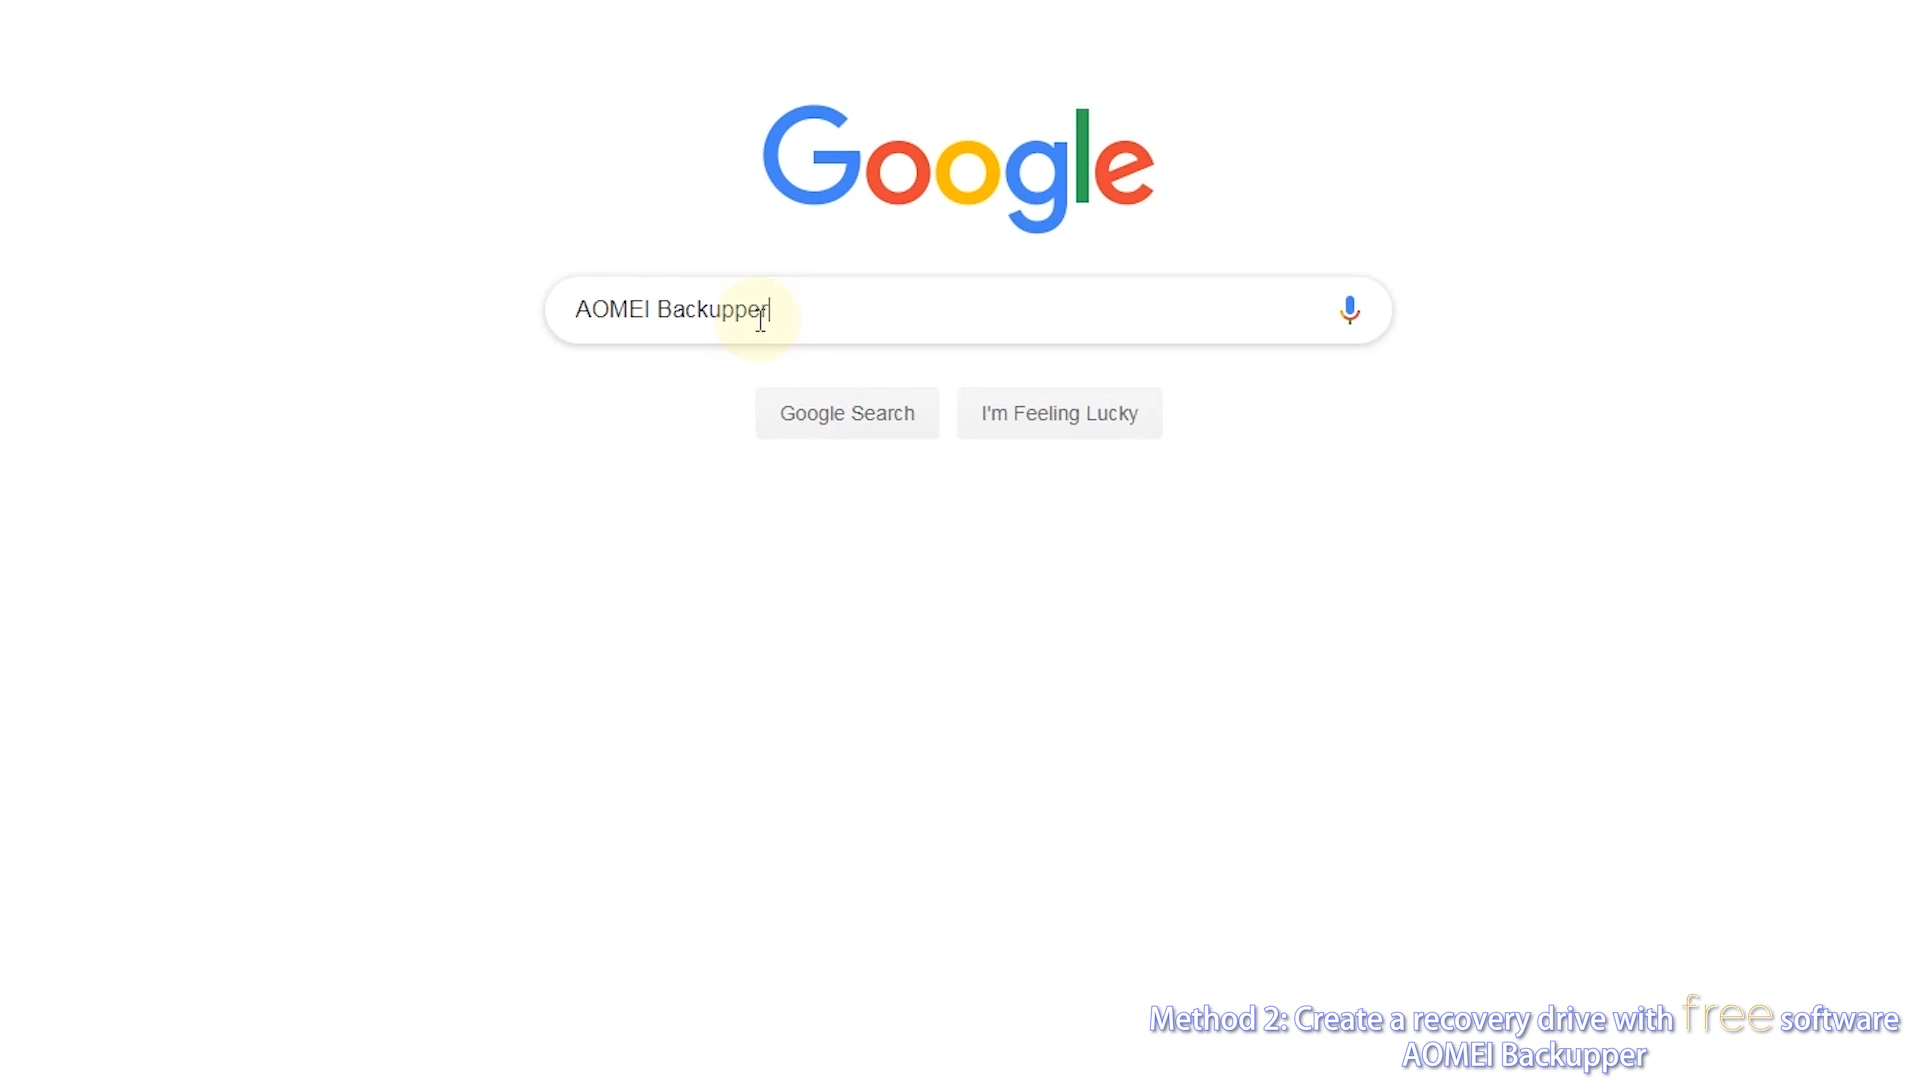 Google
AOMEI Backupper
Google Search
I'm Feeling Lucky
Method 2: Create a recovery drive with free software
AOMEI Backupper